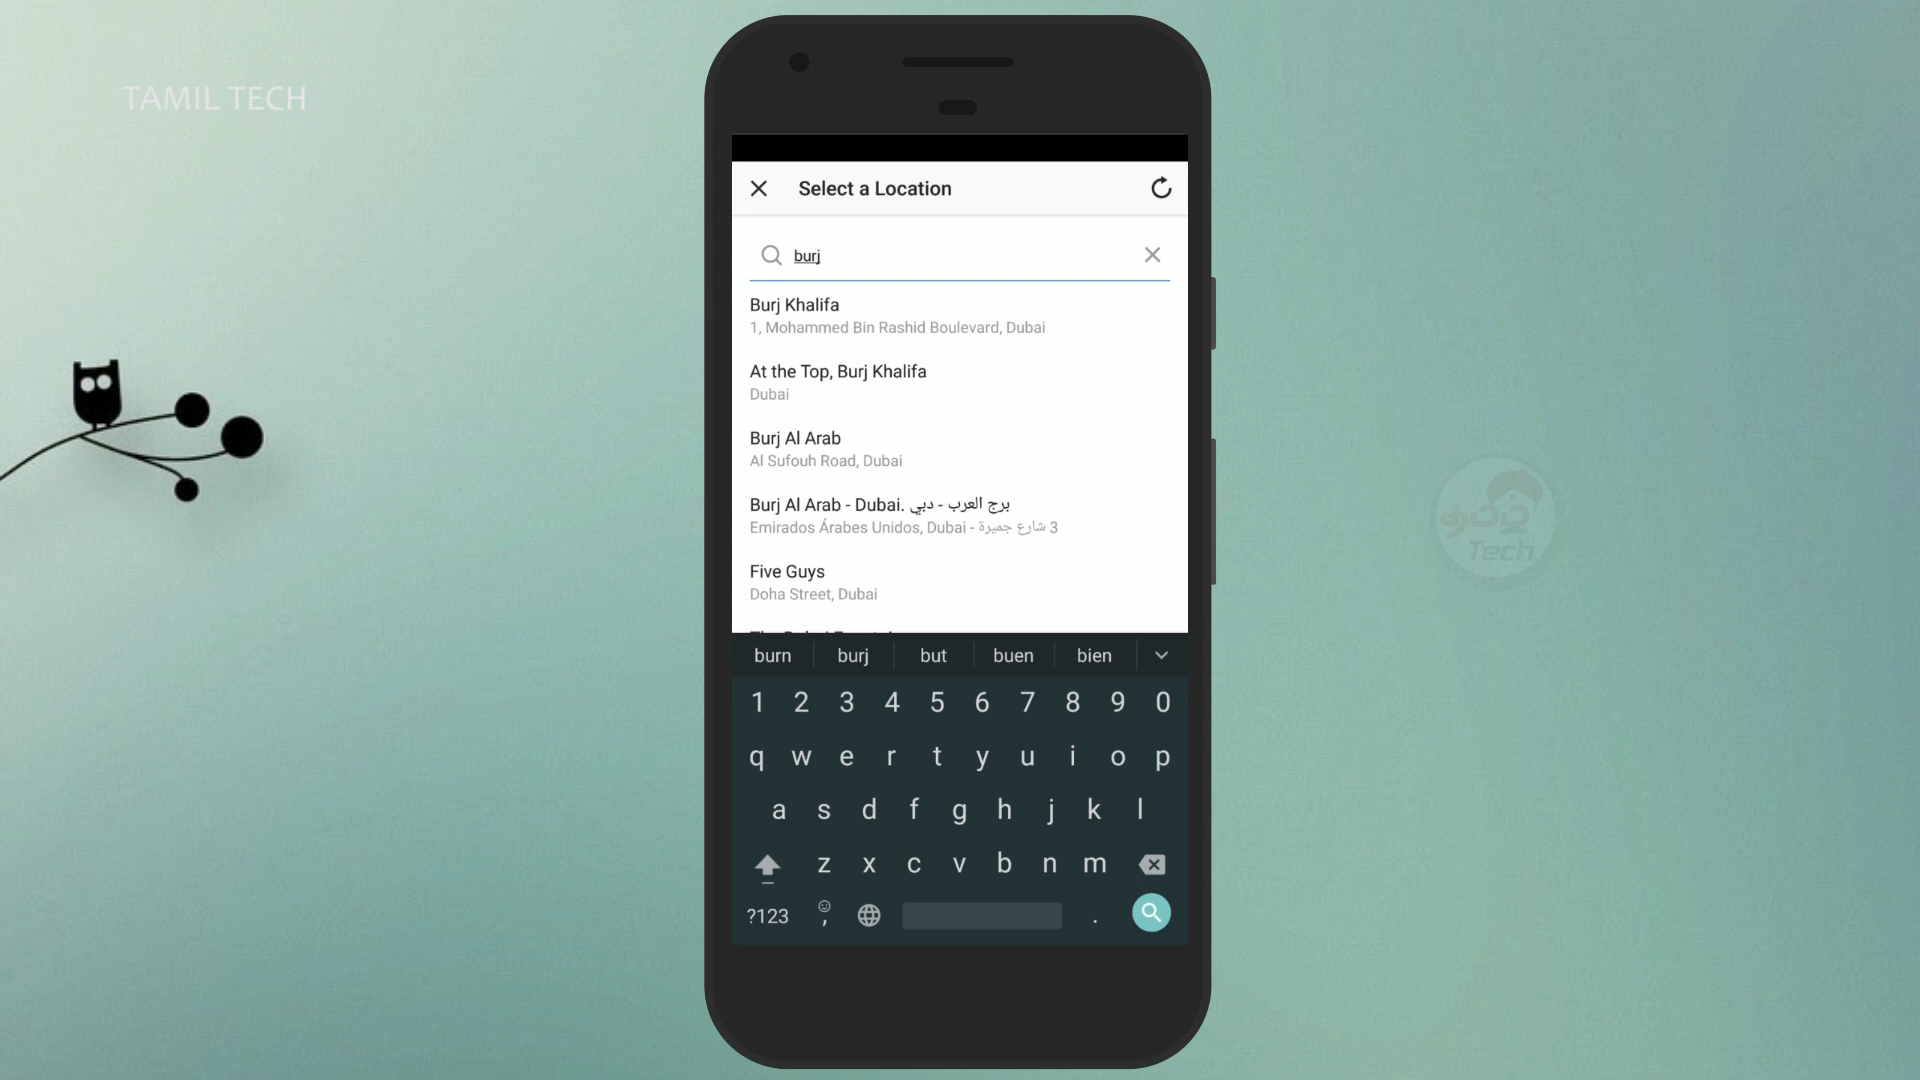 TAMIL TECH
Select a Location
burj
Burj Khalifa
1, Mohammed Bin Rashid Boulevard, Dubai
At the Top, Burj Khalifa
Dubai
Burj Al Arab
Al Sufouh Road, Dubai
Burj Al Arab - Dubai. برج العرب - دبي
Emirados Árabes Unidos, Dubai - 3 شارع جميرة
Five Guys
Doha Street, Dubai
தமிழ்
Tech
burn burj but buen bien
1 2 3 4 5 6 7 8 9 0
q w e r t y u i o p
a s d f g h j k l
z x c v b n m
?123 , .